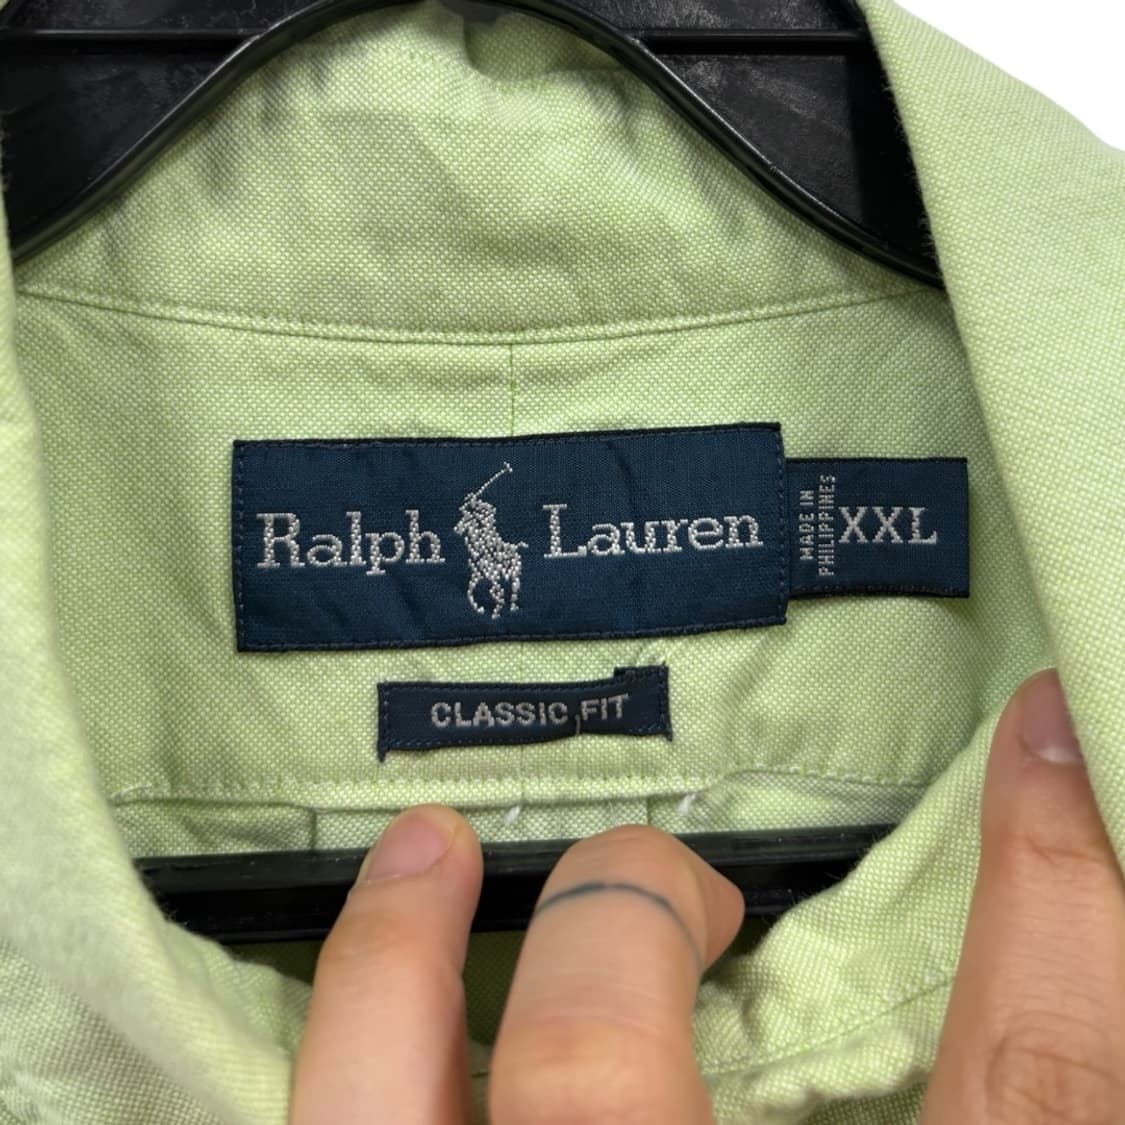 Ralph Lauren
MADE IN
PHILIPPINES
XXL
CLASSIC FIT